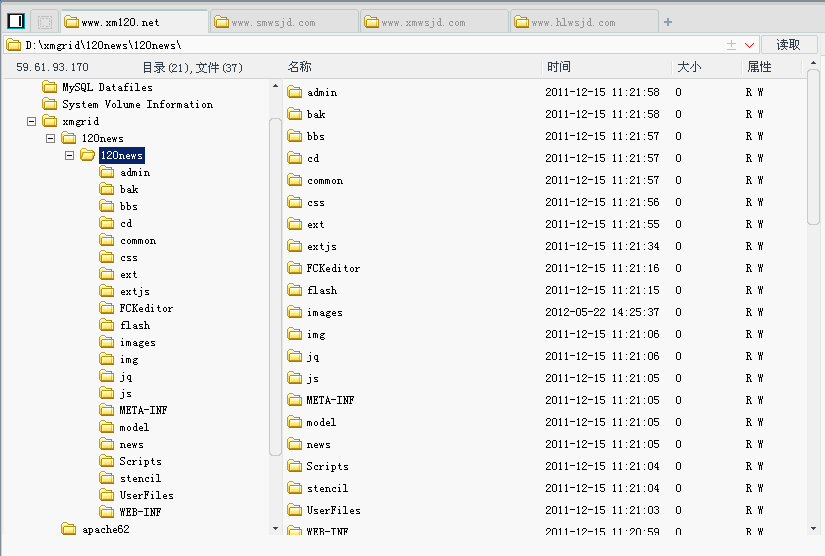 www.xm120.net www.smwsjd.com www.xmwsjd.com www.hlwsjd.com +
D:\xmgrid\120news\120news\ 读取
59.61.93.170 目录(21),文件(37)
MySQL Datafiles
System Volume Information
xmgrid
120news
120news
admin
bak
bbs
cd
common
css
ext
extjs
FCKeditor
flash
images
img
jq
js
META-INF
model
news
Scripts
stencil
UserFiles
WEB-INF
apache62
名称 时间 大小 属性
admin 2011-12-15 11:21:58 0 R W
bak 2011-12-15 11:21:58 0 R W
bbs 2011-12-15 11:21:57 0 R W
cd 2011-12-15 11:21:57 0 R W
common 2011-12-15 11:21:57 0 R W
css 2011-12-15 11:21:56 0 R W
ext 2011-12-15 11:21:55 0 R W
extjs 2011-12-15 11:21:34 0 R W
FCKeditor 2011-12-15 11:21:16 0 R W
flash 2011-12-15 11:21:15 0 R W
images 2012-05-22 14:25:37 0 R W
img 2011-12-15 11:21:06 0 R W
jq 2011-12-15 11:21:06 0 R W
js 2011-12-15 11:21:05 0 R W
META-INF 2011-12-15 11:21:05 0 R W
model 2011-12-15 11:21:05 0 R W
news 2011-12-15 11:21:05 0 R W
Scripts 2011-12-15 11:21:04 0 R W
stencil 2011-12-15 11:21:04 0 R W
UserFiles 2011-12-15 11:21:03 0 R W
WEB-INF 2011-12-15 11:20:59 0 R W